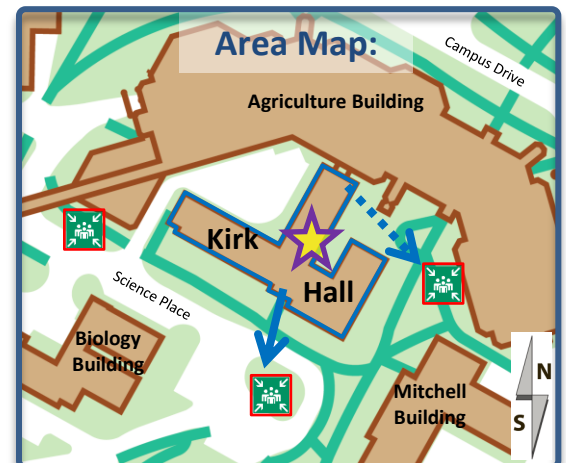 Area Map:
Campus Drive
Agriculture Building
Kirk
Hall
Science Place
Biology
Building
Mitchell
Building
N
S